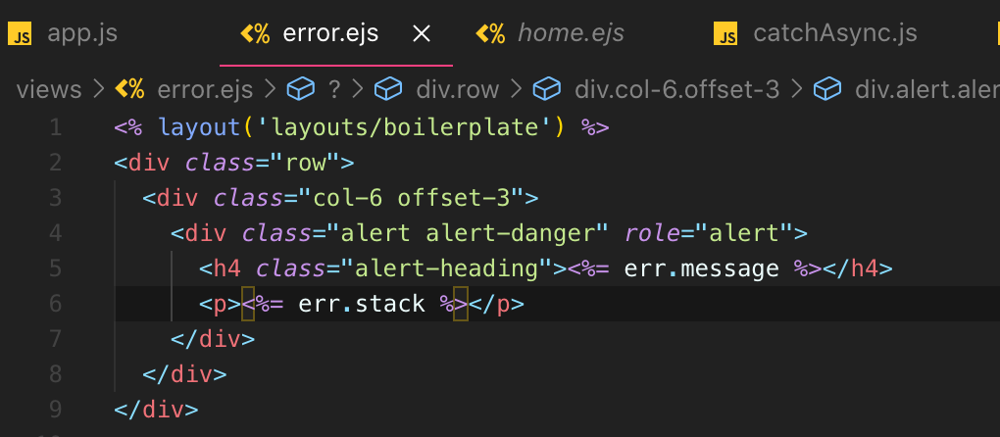 JS app.js <% error.ejs × <% home.ejs JS catchAsync.js
views > <% error.ejs > ? > div.row > div.col-6.offset-3 > div.alert.aler
1 <% layout('layouts/boilerplate') %>
2 <div class="row">
3 <div class="col-6 offset-3">
4 <div class="alert alert-danger" role="alert">
5 <h4 class="alert-heading"><%= err.message %></h4>
6 <p><%= err.stack %></p>
7 </div>
8 </div>
9 </div>